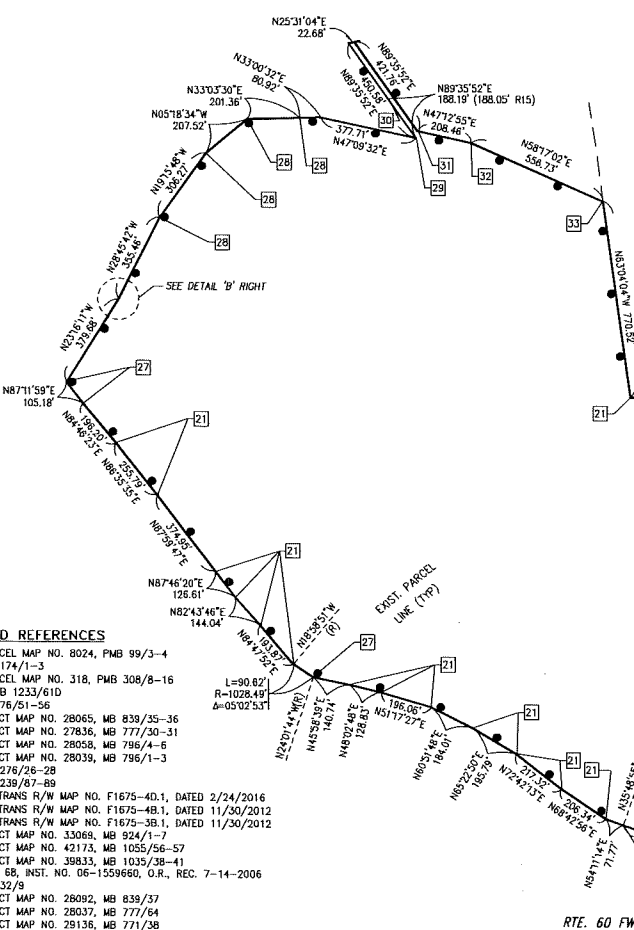 N25°31'04"E
22.68'
N89°35'52"E
421.76'
450.58'
N89°35'52"E
N89°35'52"E
188.19' (188.05' R15)
N33°00'32"E
80.92'
N33°03'30"E
201.36'
N05°18'34"W
207.52'
30
N47°12'55"E
208.46'
377.71'
N47°09'32"E
N58°17'02"E
556.73'
28
28
31
29
32
N19°15'48"W
306.27'
28
33
28
N28°45'42"W
355.46'
N63°04'04"W 770.52'
SEE DETAIL 'B' RIGHT
N23°16'11"W
379.68'
27
N87°11'59"E
105.18'
21
21
196.20'
N84°46'23"E
255.79'
N86°35'35"E
374.95'
N87°59'47"E
21
N87°46'20"E
126.61'
N82°43'46"E
144.04'
193.87'
N84°47'52"E
N18°58'51"W
(R)
EXIST. PARCEL
LINE (TYP)
27
L=90.62'
R=1028.49'
Δ=05°02'53"
N24°01'44"W(R)
N45°58'39"E
140.74'
N48°02'48"E
128.83'
21
196.06'
N51°17'27"E
N60°51'48"E
184.01'
21
N65°22'50"E
195.79'
21
217.32'
N72°42'13"E
21
21
206.34'
N68°42'56"E
N54°11'14"E
71.77'
D REFERENCES
CEL MAP NO. 8024, PMB 99/3-4
174/1-3
CEL MAP NO. 318, PMB 308/8-16
B 1233/61D
76/51-56
CT MAP NO. 28065, MB 839/35-36
CT MAP NO. 27836, MB 777/30-31
CT MAP NO. 28058, MB 796/4-6
CT MAP NO. 28039, MB 796/1-3
276/26-28
239/87-89
TRANS R/W MAP NO. F1675-4D.1, DATED 2/24/2016
TRANS R/W MAP NO. F1675-4B.1, DATED 11/30/2012
TRANS R/W MAP NO. F1675-3B.1, DATED 11/30/2012
CT MAP NO. 33069, MB 924/1-7
CT MAP NO. 42173, MB 1055/56-57
CT MAP NO. 39833, MB 1035/38-41
6B, INST. NO. 06-1559660, O.R., REC. 7-14-2006
32/9
CT MAP NO. 28092, MB 839/37
CT MAP NO. 28037, MB 777/64
CT MAP NO. 29136, MB 771/38
RTE. 60 FW